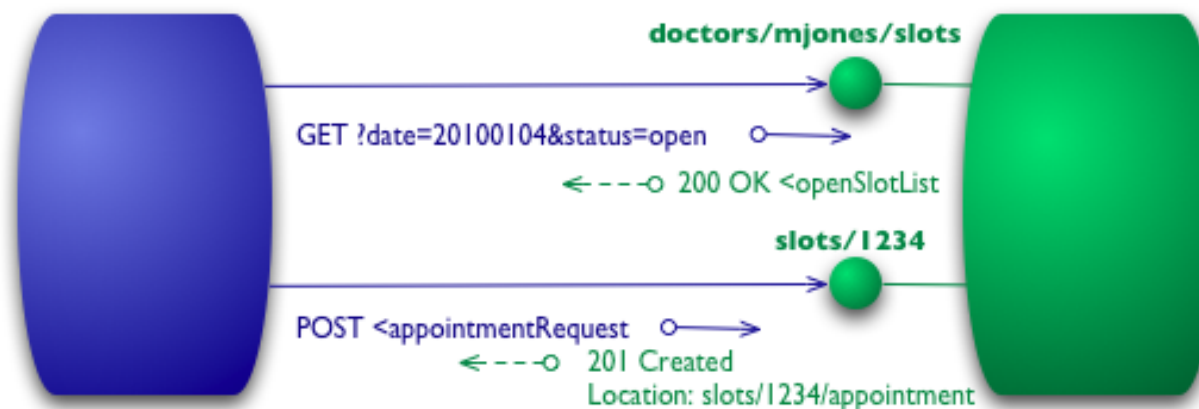 doctors/mjones/slots
GET ?date=20100104&status=open
200 OK <openSlotList
slots/1234
POST <appointmentRequest
201 Created
Location: slots/1234/appointment